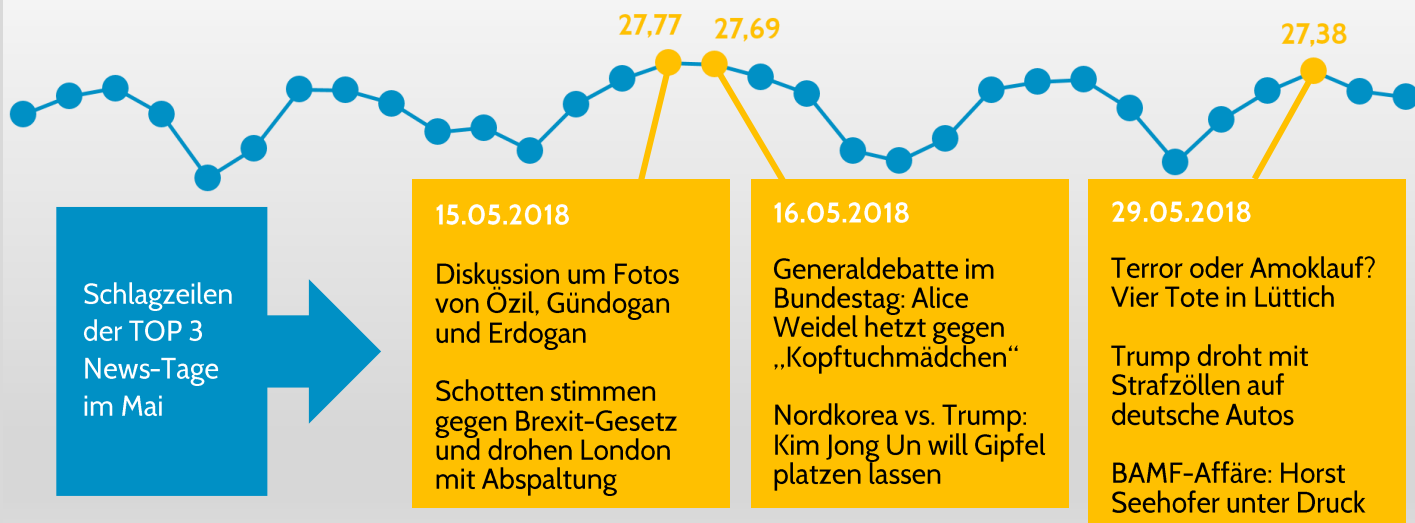 27,77
27,69
27,38
Schlagzeilen
der TOP 3
News-Tage
im Mai
15.05.2018
Diskussion um Fotos
von Özil, Gündogan
und Erdogan
Schotten stimmen
gegen Brexit-Gesetz
und drohen London
mit Abspaltung
16.05.2018
Generaldebatte im
Bundestag: Alice
Weidel hetzt gegen
„Kopftuchmädchen“
Nordkorea vs. Trump:
Kim Jong Un will Gipfel
platzen lassen
29.05.2018
Terror oder Amoklauf?
Vier Tote in Lüttich
Trump droht mit
Strafzöllen auf
deutsche Autos
BAMF-Affäre: Horst
Seehofer unter Druck